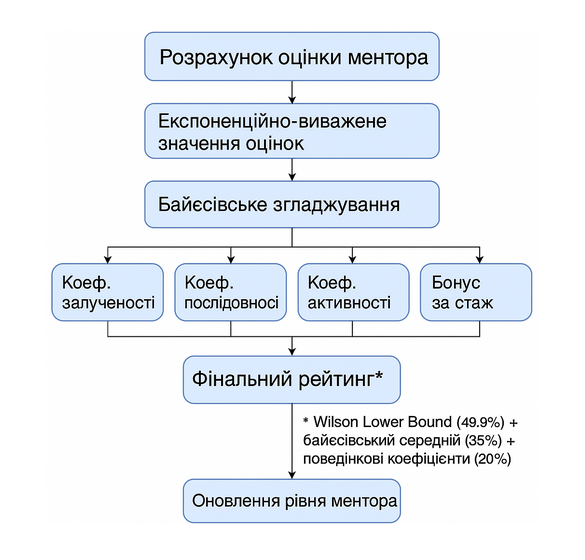 Розрахунок оцінки ментора
Експоненційно-виважене
значення оцінок
Байєсівське згладжування
Коеф.
залученості
Коеф.
послідовносі
Коеф.
активності
Бонус
за стаж
Фінальний рейтинг*
* Wilson Lower Bound (49.9%) +
байєсівський середній (35%) +
поведінкові коефіцієнти (20%)
Оновлення рівня ментора